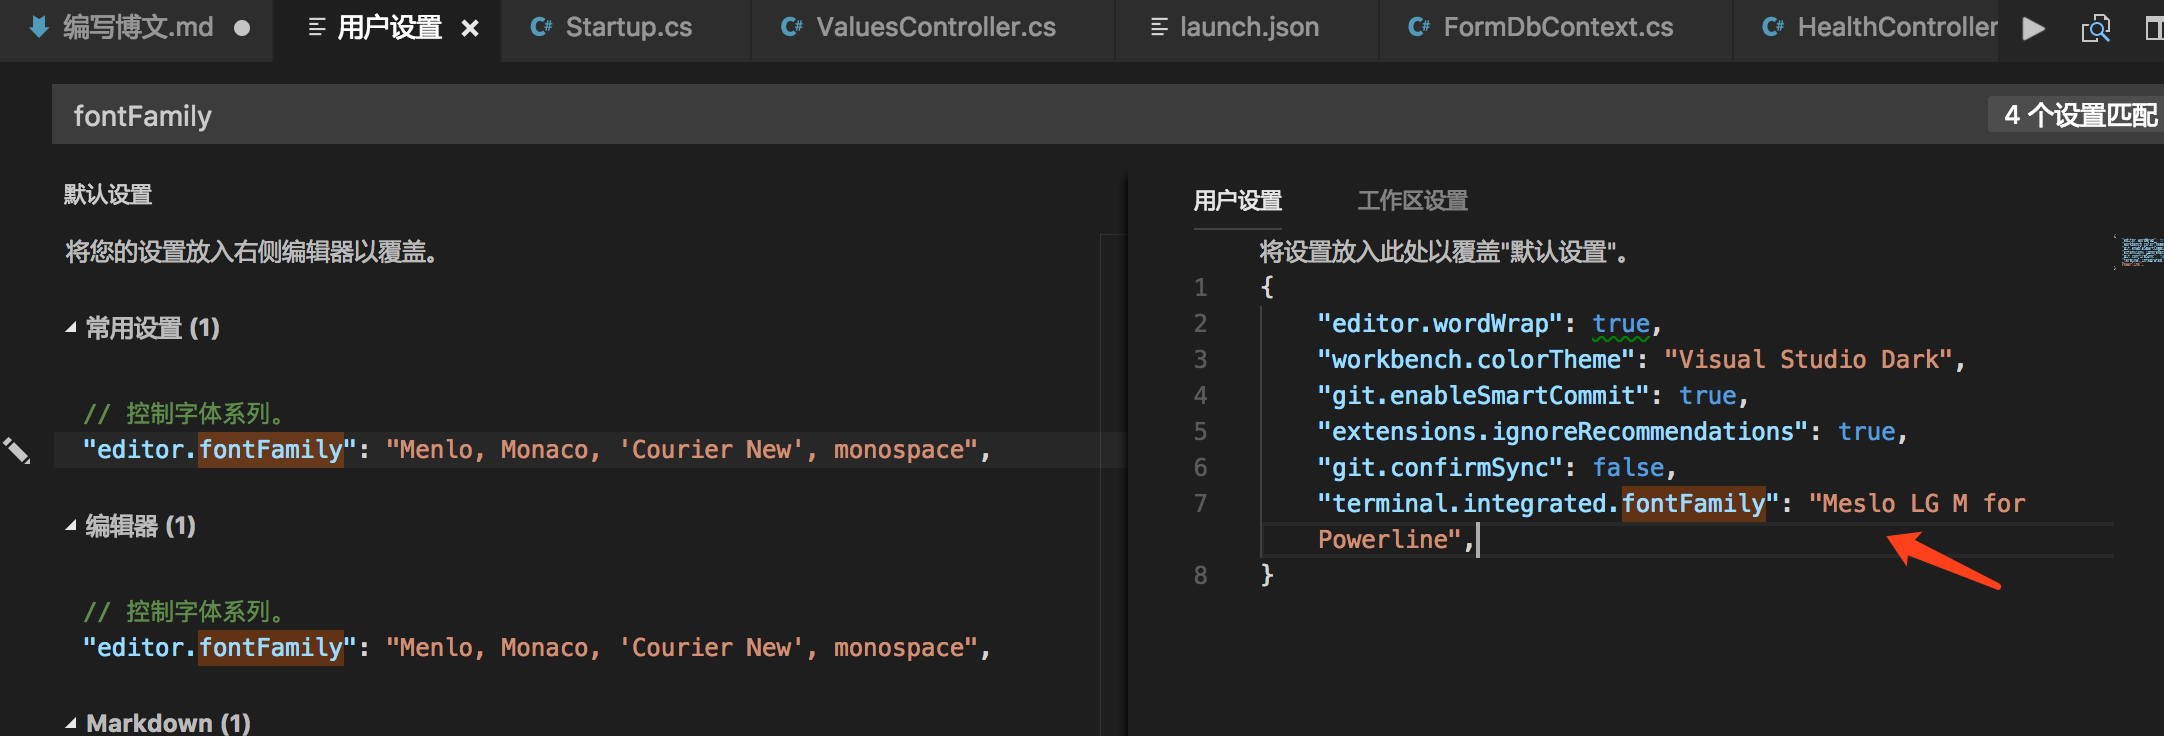 编写博文.md 用户设置 Startup.cs ValuesController.cs launch.json FormDbContext.cs HealthController
fontFamily 4 个设置匹配
默认设置
将您的设置放入右侧编辑器以覆盖。
常用设置 (1)
// 控制字体系列。
"editor.fontFamily": "Menlo, Monaco, 'Courier New', monospace",
编辑器 (1)
// 控制字体系列。
"editor.fontFamily": "Menlo, Monaco, 'Courier New', monospace",
Markdown (1)
用户设置 工作区设置
将设置放入此处以覆盖"默认设置"。
1 {
2 "editor.wordWrap": true,
3 "workbench.colorTheme": "Visual Studio Dark",
4 "git.enableSmartCommit": true,
5 "extensions.ignoreRecommendations": true,
6 "git.confirmSync": false,
7 "terminal.integrated.fontFamily": "Meslo LG M for
Powerline",
8 }